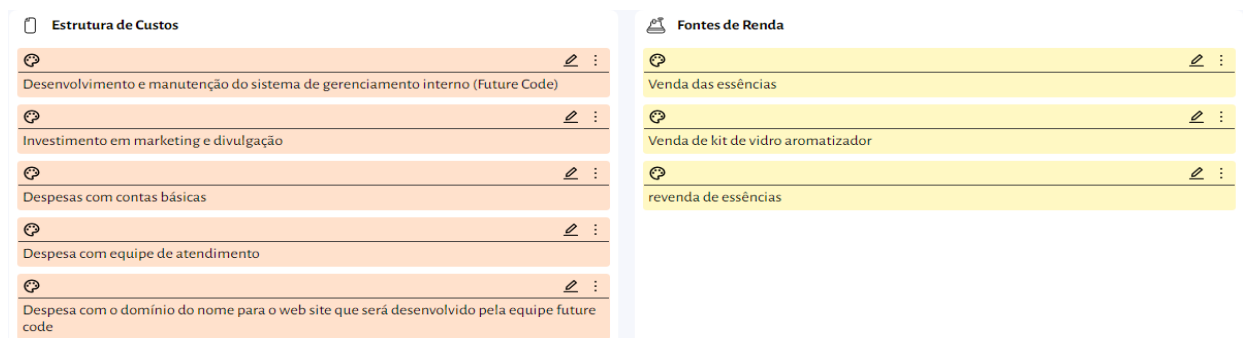 Estrutura de Custos
Desenvolvimento e manutenção do sistema de gerenciamento interno (Future Code)
Investimento em marketing e divulgação
Despesas com contas básicas
Despesa com equipe de atendimento
Despesa com o domínio do nome para o web site que será desenvolvido pela equipe future
code
Fontes de Renda
Venda das essências
Venda de kit de vidro aromatizador
revenda de essências